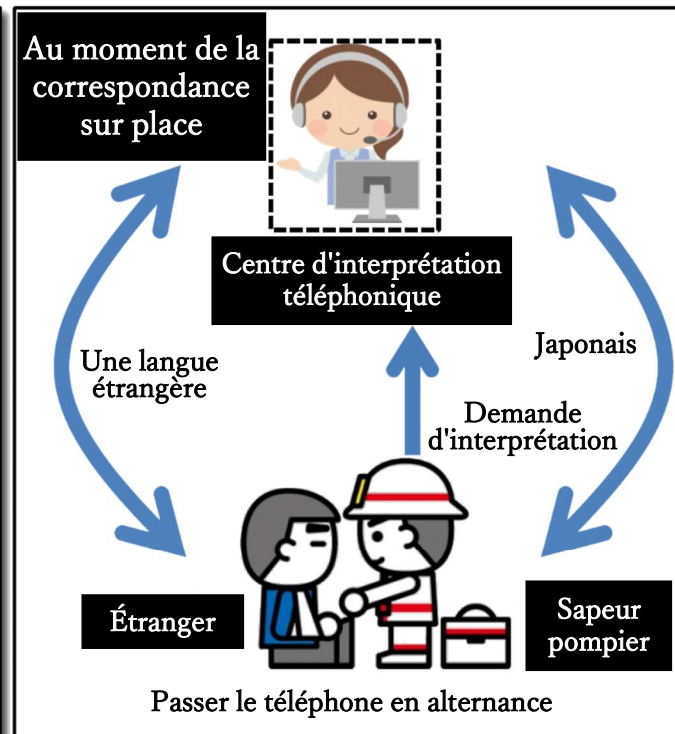 Au moment de la
correspondance
sur place
Centre d'interprétation
téléphonique
Une langue
étrangère
Japonais
Demande
d'interprétation
Étranger
Sapeur
pompier
Passer le téléphone en alternance